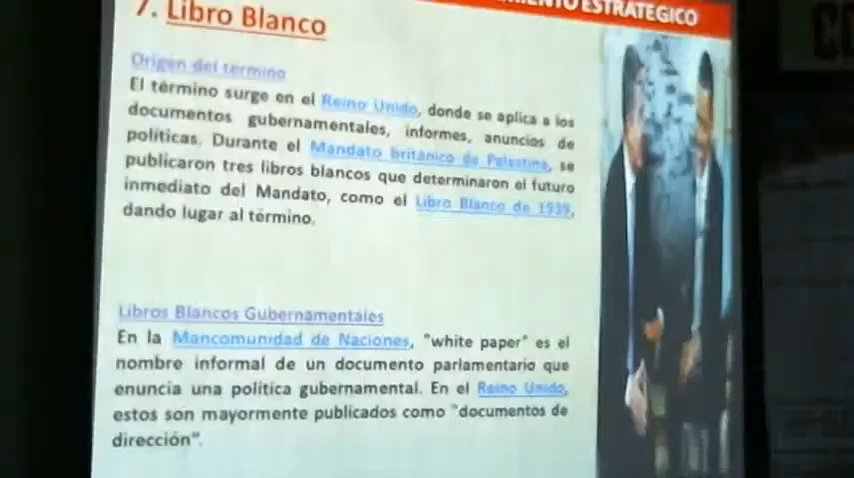 ESTRATEGICO
7. Libro Blanco
Origen del termino
El término surge en el Reino Unido, donde se aplica a los
documentos gubernamentales, informes, anuncios de
políticas. Durante el Mandato británico de Palestina, se
publicaron tres libros blancos que determinaron el futuro
inmediato del Mandato, como el Libro Blanco de 1939,
dando lugar al término.
Libros Blancos Gubernamentales
En la Mancomunidad de Naciones, "white paper" es el
nombre informal de un documento parlamentario que
enuncia una política gubernamental. En el Reino Unido,
estos son mayormente publicados como "documentos de
dirección".